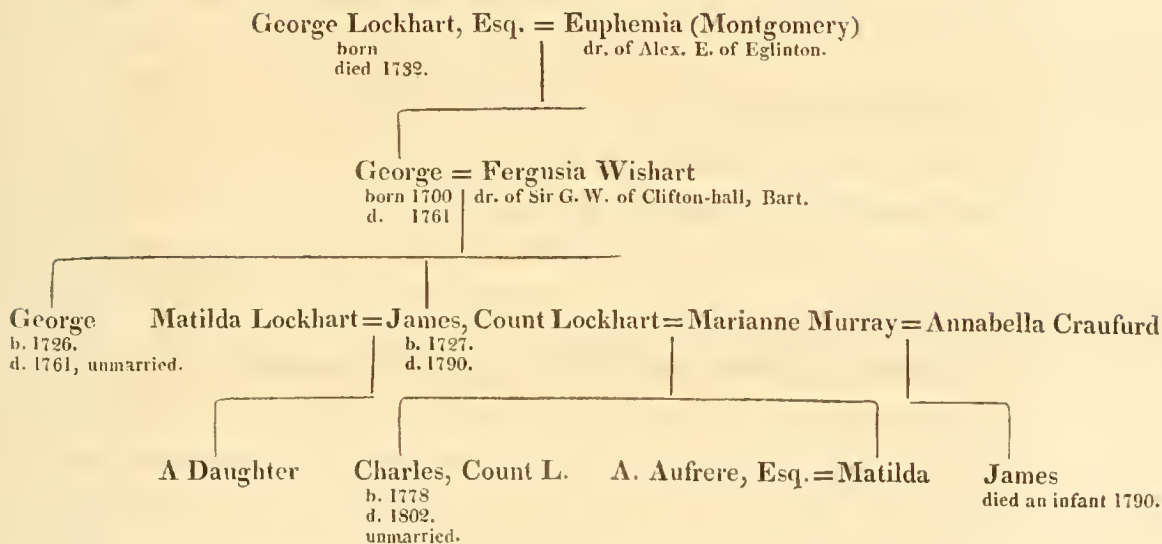 George Lockhart, Esq. = Euphemia (Montgomery)
born dr. of Alex. E. of Eglinton.
died 1732.
George = Fergusia Wishart
born 1700 dr. of Sir G. W. of Clifton-hall, Bart.
d. 1761
George Matilda Lockhart=James, Count Lockhart=Marianne Murray=Annabella Craufurd
b. 1726. b. 1727.
d. 1761, unmarried. d. 1790.
A Daughter Charles, Count L. A. Aufrere, Esq.=Matilda James
b. 1778 died an infant 1790.
d. 1802.
unmarried.